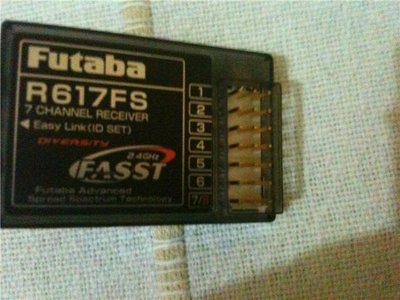 Futaba
R617FS
7 CHANNEL RECEIVER
◄ Easy Link (ID SET)
DIVERSITY
2.4GHz
FASST
Futaba Advanced
Spread Spectrum Technology
1
2
3
4
5
6
7/B